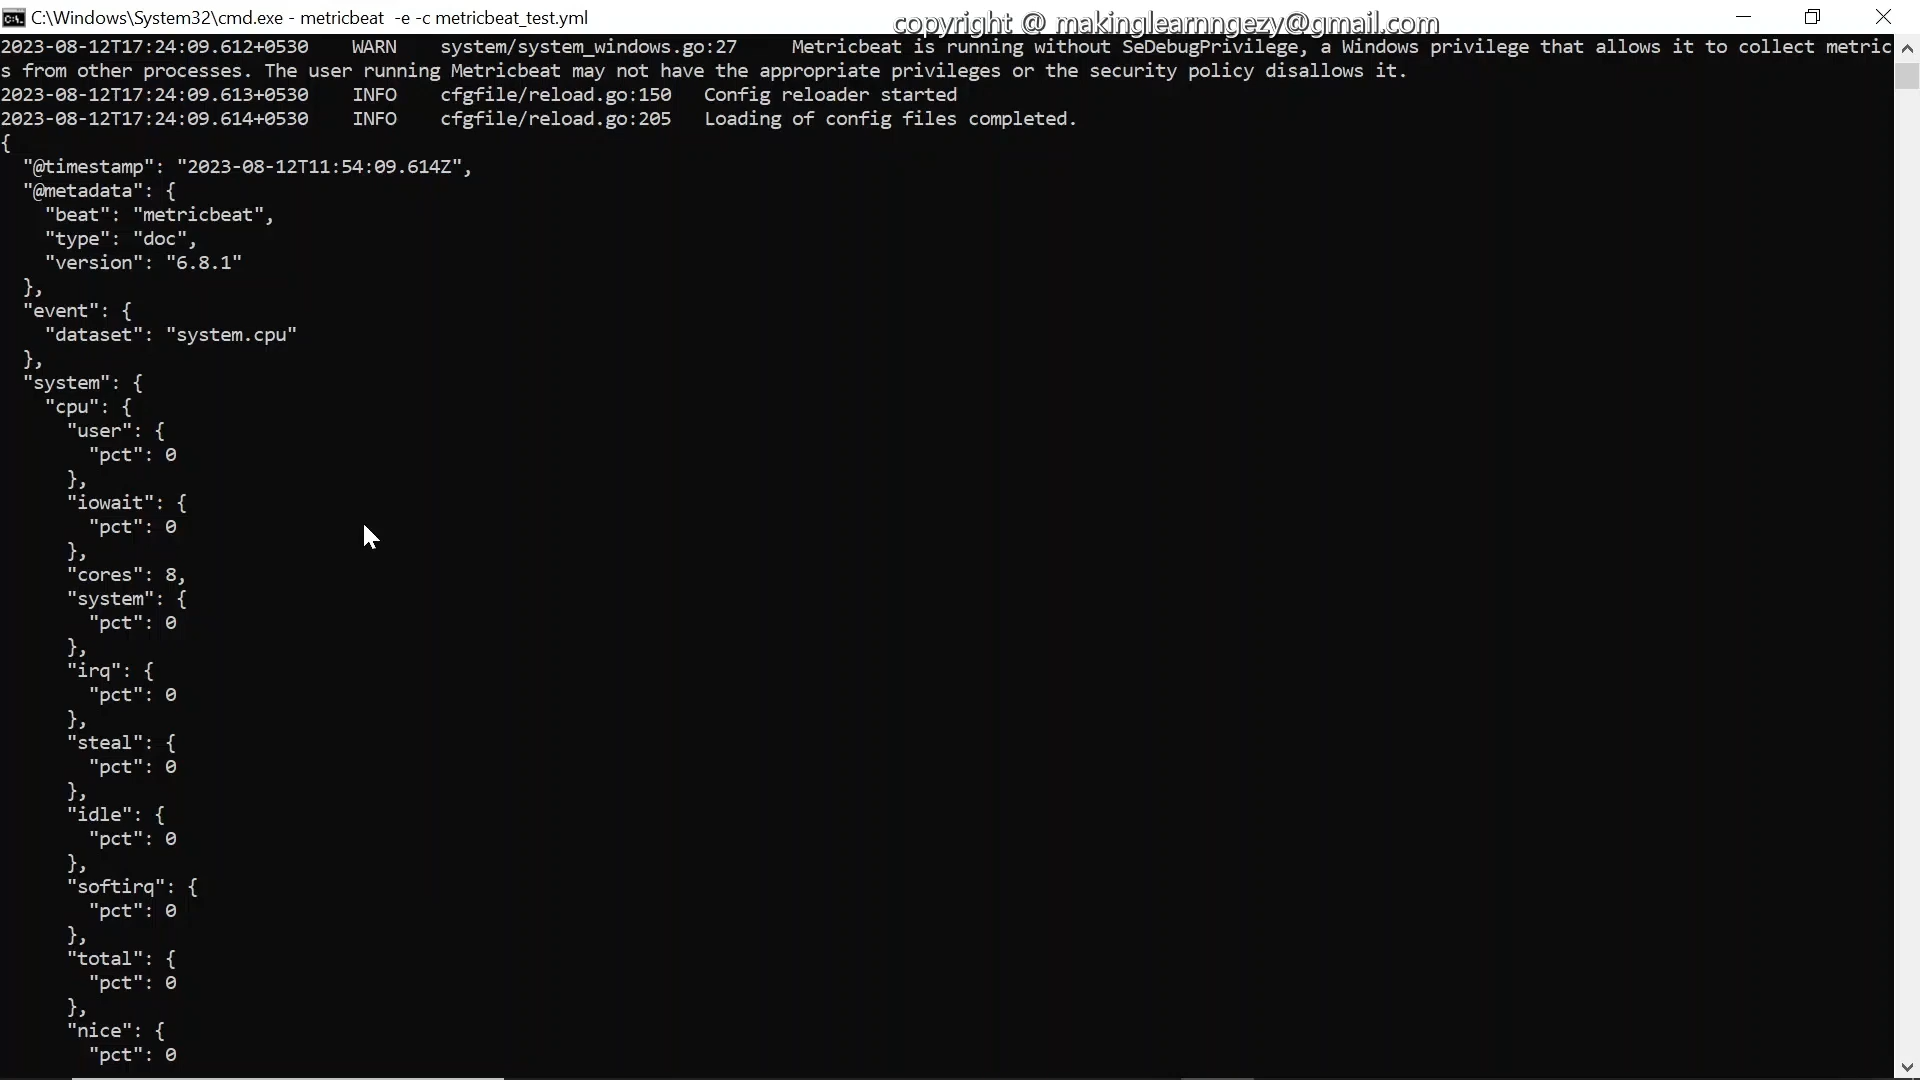 C:\Windows\System32\cmd.exe - metricbeat  -e -c metricbeat_test.yml
copyright @_makinglearnngezy@gmail.com
2023-08-12T17:24:09.612+0530    WARN    system/system_windows.go:27     Metricbeat is running without SeDebugPrivilege, a Windows privilege that allows it to collect metric
s from other processes. The user running Metricbeat may not have the appropriate privileges or the security policy disallows it.
2023-08-12T17:24:09.613+0530    INFO    cfgfile/reload.go:150   Config reloader started
2023-08-12T17:24:09.614+0530    INFO    cfgfile/reload.go:205   Loading of config files completed.
{
  "@timestamp": "2023-08-12T11:54:09.614Z",
  "@metadata": {
    "beat": "metricbeat",
    "type": "doc",
    "version": "6.8.1"
  },
  "event": {
    "dataset": "system.cpu"
  },
  "system": {
    "cpu": {
      "user": {
        "pct": 0
      },
      "iowait": {
        "pct": 0
      },
      "cores": 8,
      "system": {
        "pct": 0
      },
      "irq": {
        "pct": 0
      },
      "steal": {
        "pct": 0
      },
      "idle": {
        "pct": 0
      },
      "softirq": {
        "pct": 0
      },
      "total": {
        "pct": 0
      },
      "nice": {
        "pct": 0